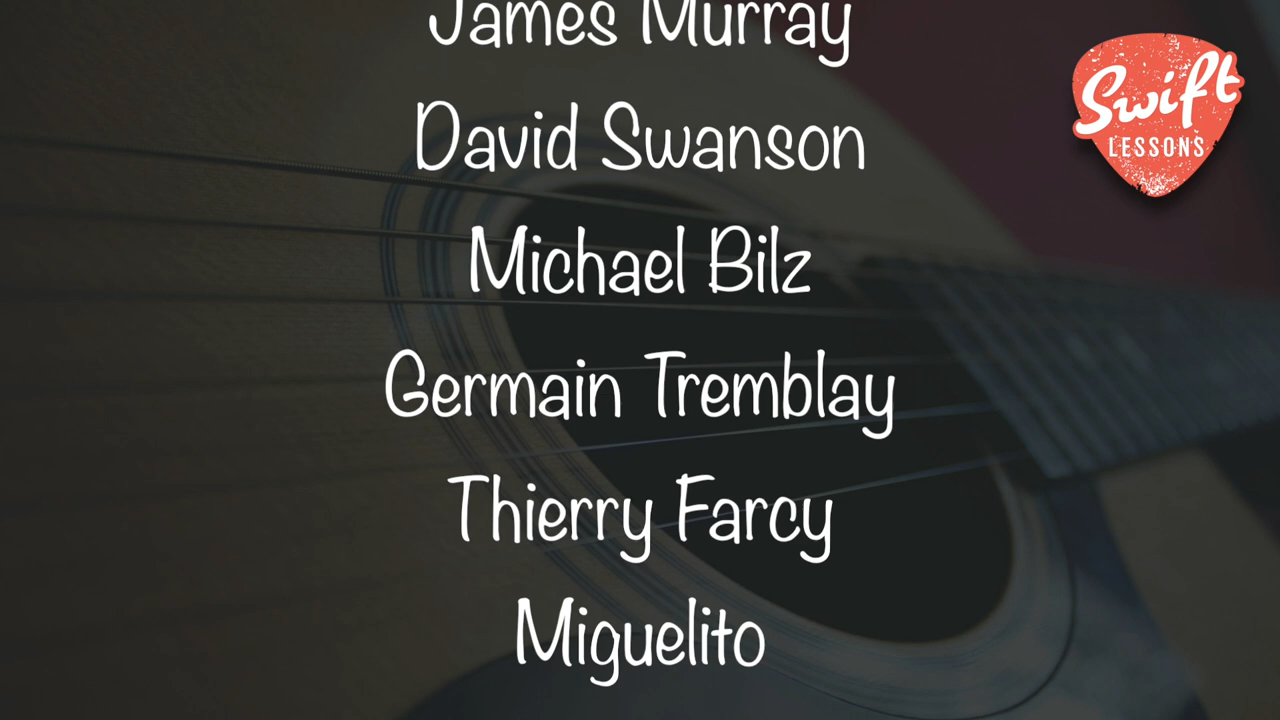 James Murray
David Swanson
Michael Bilz
Germain Tremblay
Thierry Farcy
Miguelito
Swift
LESSONS